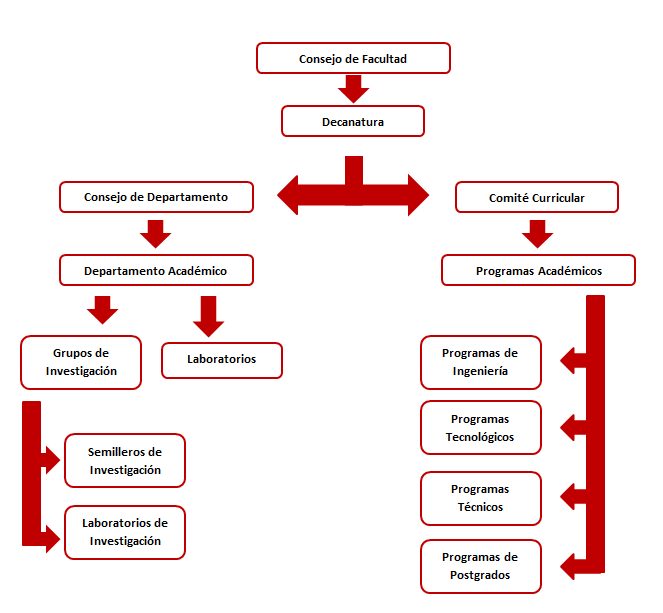 Consejo de Facultad
Decanatura
Consejo de Departamento
Comité Curricular
Departamento Académico
Programas Académicos
Grupos de
Investigación
Laboratorios
Programas de
Ingeniería
Programas
Tecnológicos
Semilleros de
Investigación
Programas
Técnicos
Laboratorios de
Investigación
Programas de
Postgrados